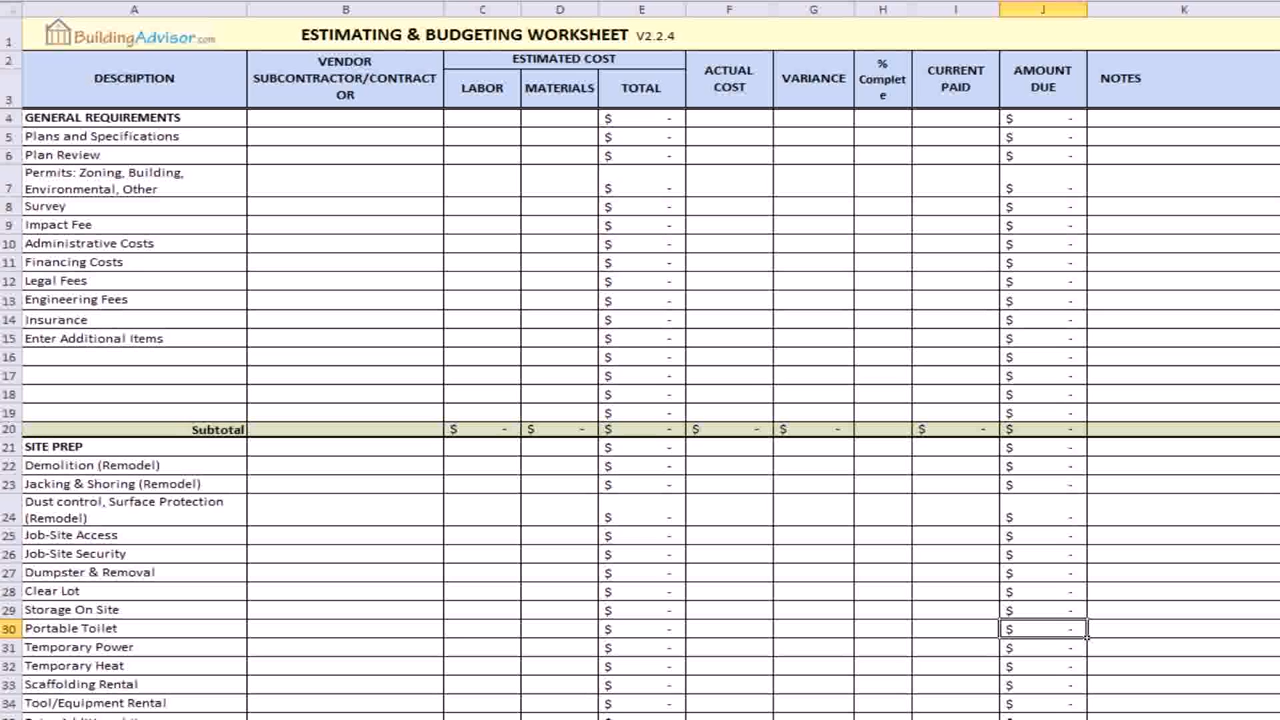 A B C D E F G H I J K
1 BuildingAdvisor.com ESTIMATING & BUDGETING WORKSHEET V2.2.4
2 VENDOR SUBCONTRACTOR/CONTRACT OR ESTIMATED COST
3 DESCRIPTION LABOR MATERIALS TOTAL ACTUAL COST VARIANCE % Complet e CURRENT PAID AMOUNT DUE NOTES
4 GENERAL REQUIREMENTS $ - $ -
5 Plans and Specifications $ - $ -
6 Plan Review $ - $ -
Permits: Zoning, Building,
7 Environmental, Other $ - $ -
8 Survey $ - $ -
9 Impact Fee $ - $ -
10 Administrative Costs $ - $ -
11 Financing Costs $ - $ -
12 Legal Fees $ - $ -
13 Engineering Fees $ - $ -
14 Insurance $ - $ -
15 Enter Additional Items $ - $ -
16 $ - $ -
17 $ - $ -
18 $ - $ -
19 $ - $ -
20 Subtotal $ - $ - $ - $ - $ - $ - $ -
21 SITE PREP $ - $ -
22 Demolition (Remodel) $ - $ -
23 Jacking & Shoring (Remodel) $ - $ -
Dust control, Surface Protection
24 (Remodel) $ - $ -
25 Job-Site Access $ - $ -
26 Job-Site Security $ - $ -
27 Dumpster & Removal $ - $ -
28 Clear Lot $ - $ -
29 Storage On Site $ - $ -
30 Portable Toilet $ - $ -
31 Temporary Power $ - $ -
32 Temporary Heat $ - $ -
33 Scaffolding Rental $ - $ -
34 Tool/Equipment Rental $ - $ -